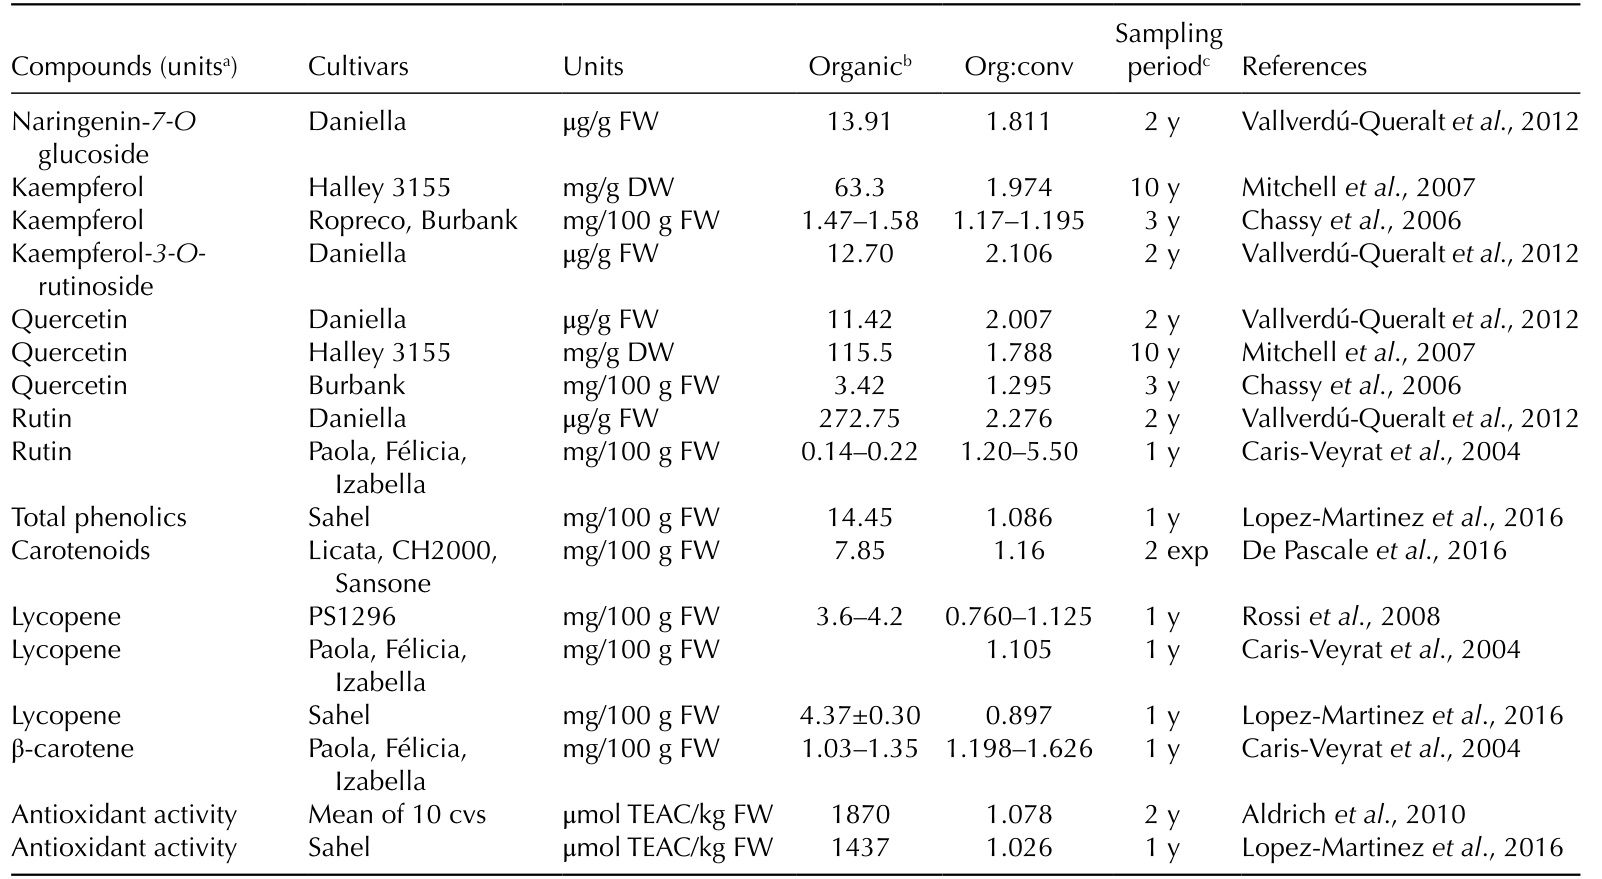 Compounds (unitsᵃ) Cultivars Units Organicᵇ Org:conv Sampling periodᶜ References
Naringenin-7-O Daniella µg/g FW 13.91 1.811 2 y Vallverdú-Queralt et al., 2012
glucoside
Kaempferol Halley 3155 mg/g DW 63.3 1.974 10 y Mitchell et al., 2007
Kaempferol Ropreco, Burbank mg/100 g FW 1.47–1.58 1.17–1.195 3 y Chassy et al., 2006
Kaempferol-3-O- Daniella µg/g FW 12.70 2.106 2 y Vallverdú-Queralt et al., 2012
rutinoside
Quercetin Daniella µg/g FW 11.42 2.007 2 y Vallverdú-Queralt et al., 2012
Quercetin Halley 3155 mg/g DW 115.5 1.788 10 y Mitchell et al., 2007
Quercetin Burbank mg/100 g FW 3.42 1.295 3 y Chassy et al., 2006
Rutin Daniella µg/g FW 272.75 2.276 2 y Vallverdú-Queralt et al., 2012
Rutin Paola, Félicia, mg/100 g FW 0.14–0.22 1.20–5.50 1 y Caris-Veyrat et al., 2004
Izabella
Total phenolics Sahel mg/100 g FW 14.45 1.086 1 y Lopez-Martinez et al., 2016
Carotenoids Licata, CH2000, mg/100 g FW 7.85 1.16 2 exp De Pascale et al., 2016
Sansone
Lycopene PS1296 mg/100 g FW 3.6–4.2 0.760–1.125 1 y Rossi et al., 2008
Lycopene Paola, Félicia, mg/100 g FW 1.105 1 y Caris-Veyrat et al., 2004
Izabella
Lycopene Sahel mg/100 g FW 4.37±0.30 0.897 1 y Lopez-Martinez et al., 2016
β-carotene Paola, Félicia, mg/100 g FW 1.03–1.35 1.198–1.626 1 y Caris-Veyrat et al., 2004
Izabella
Antioxidant activity Mean of 10 cvs µmol TEAC/kg FW 1870 1.078 2 y Aldrich et al., 2010
Antioxidant activity Sahel µmol TEAC/kg FW 1437 1.026 1 y Lopez-Martinez et al., 2016